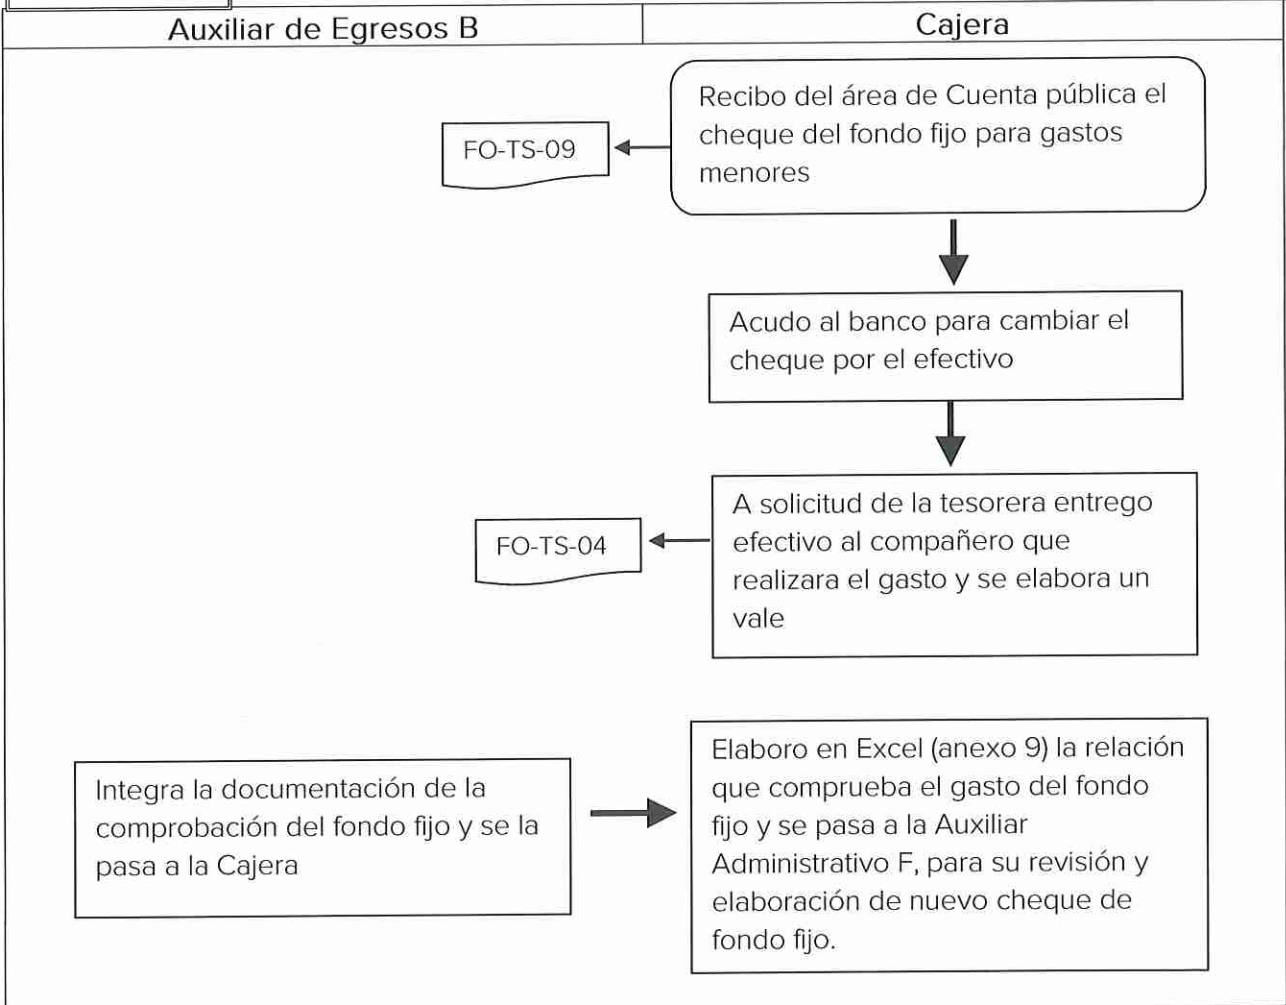 Auxiliar de Egresos B
Cajera
Recibo del área de Cuenta pública el
cheque del fondo fijo para gastos
menores
FO-TS-09
Acudo al banco para cambiar el
cheque por el efectivo
A solicitud de la tesorera entrego
efectivo al compañero que
realizara el gasto y se elabora un
vale
FO-TS-04
Integra la documentación de la
comprobación del fondo fijo y se la
pasa a la Cajera
Elaboro en Excel (anexo 9) la relación
que comprueba el gasto del fondo
fijo y se pasa a la Auxiliar
Administrativo F, para su revisión y
elaboración de nuevo cheque de
fondo fijo.